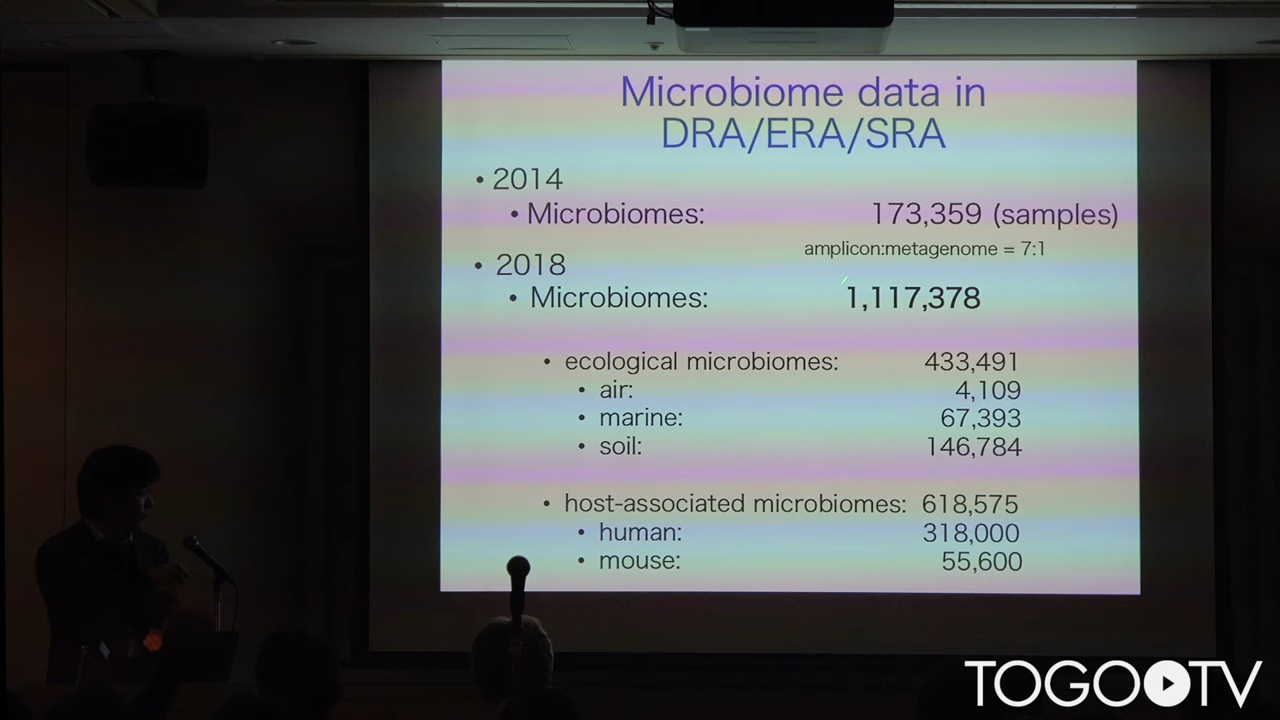 Microbiome data in
DRA/ERA/SRA
• 2014
• Microbiomes: 173,359 (samples)
amplicon:metagenome = 7:1
• 2018
• Microbiomes: 1,117,378
• ecological microbiomes: 433,491
• air: 4,109
• marine: 67,393
• soil: 146,784
• host-associated microbiomes: 618,575
• human: 318,000
• mouse: 55,600
TOGO TV